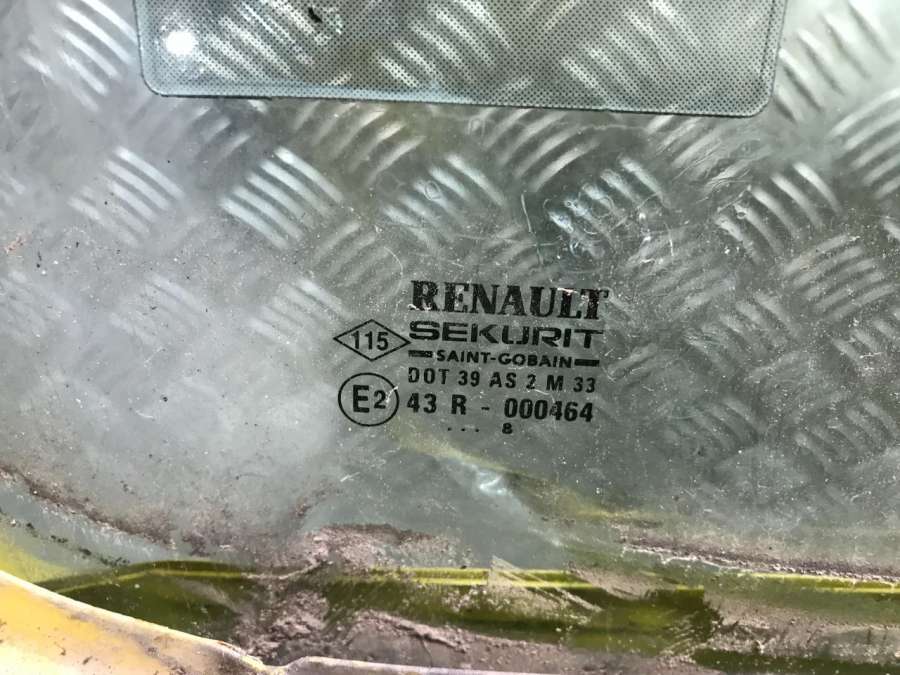 RENAULT
115
SEKURIT
SAINT-GOBAIN
DOT 39 AS 2 M 33
E2
43 R - 000464
... 8